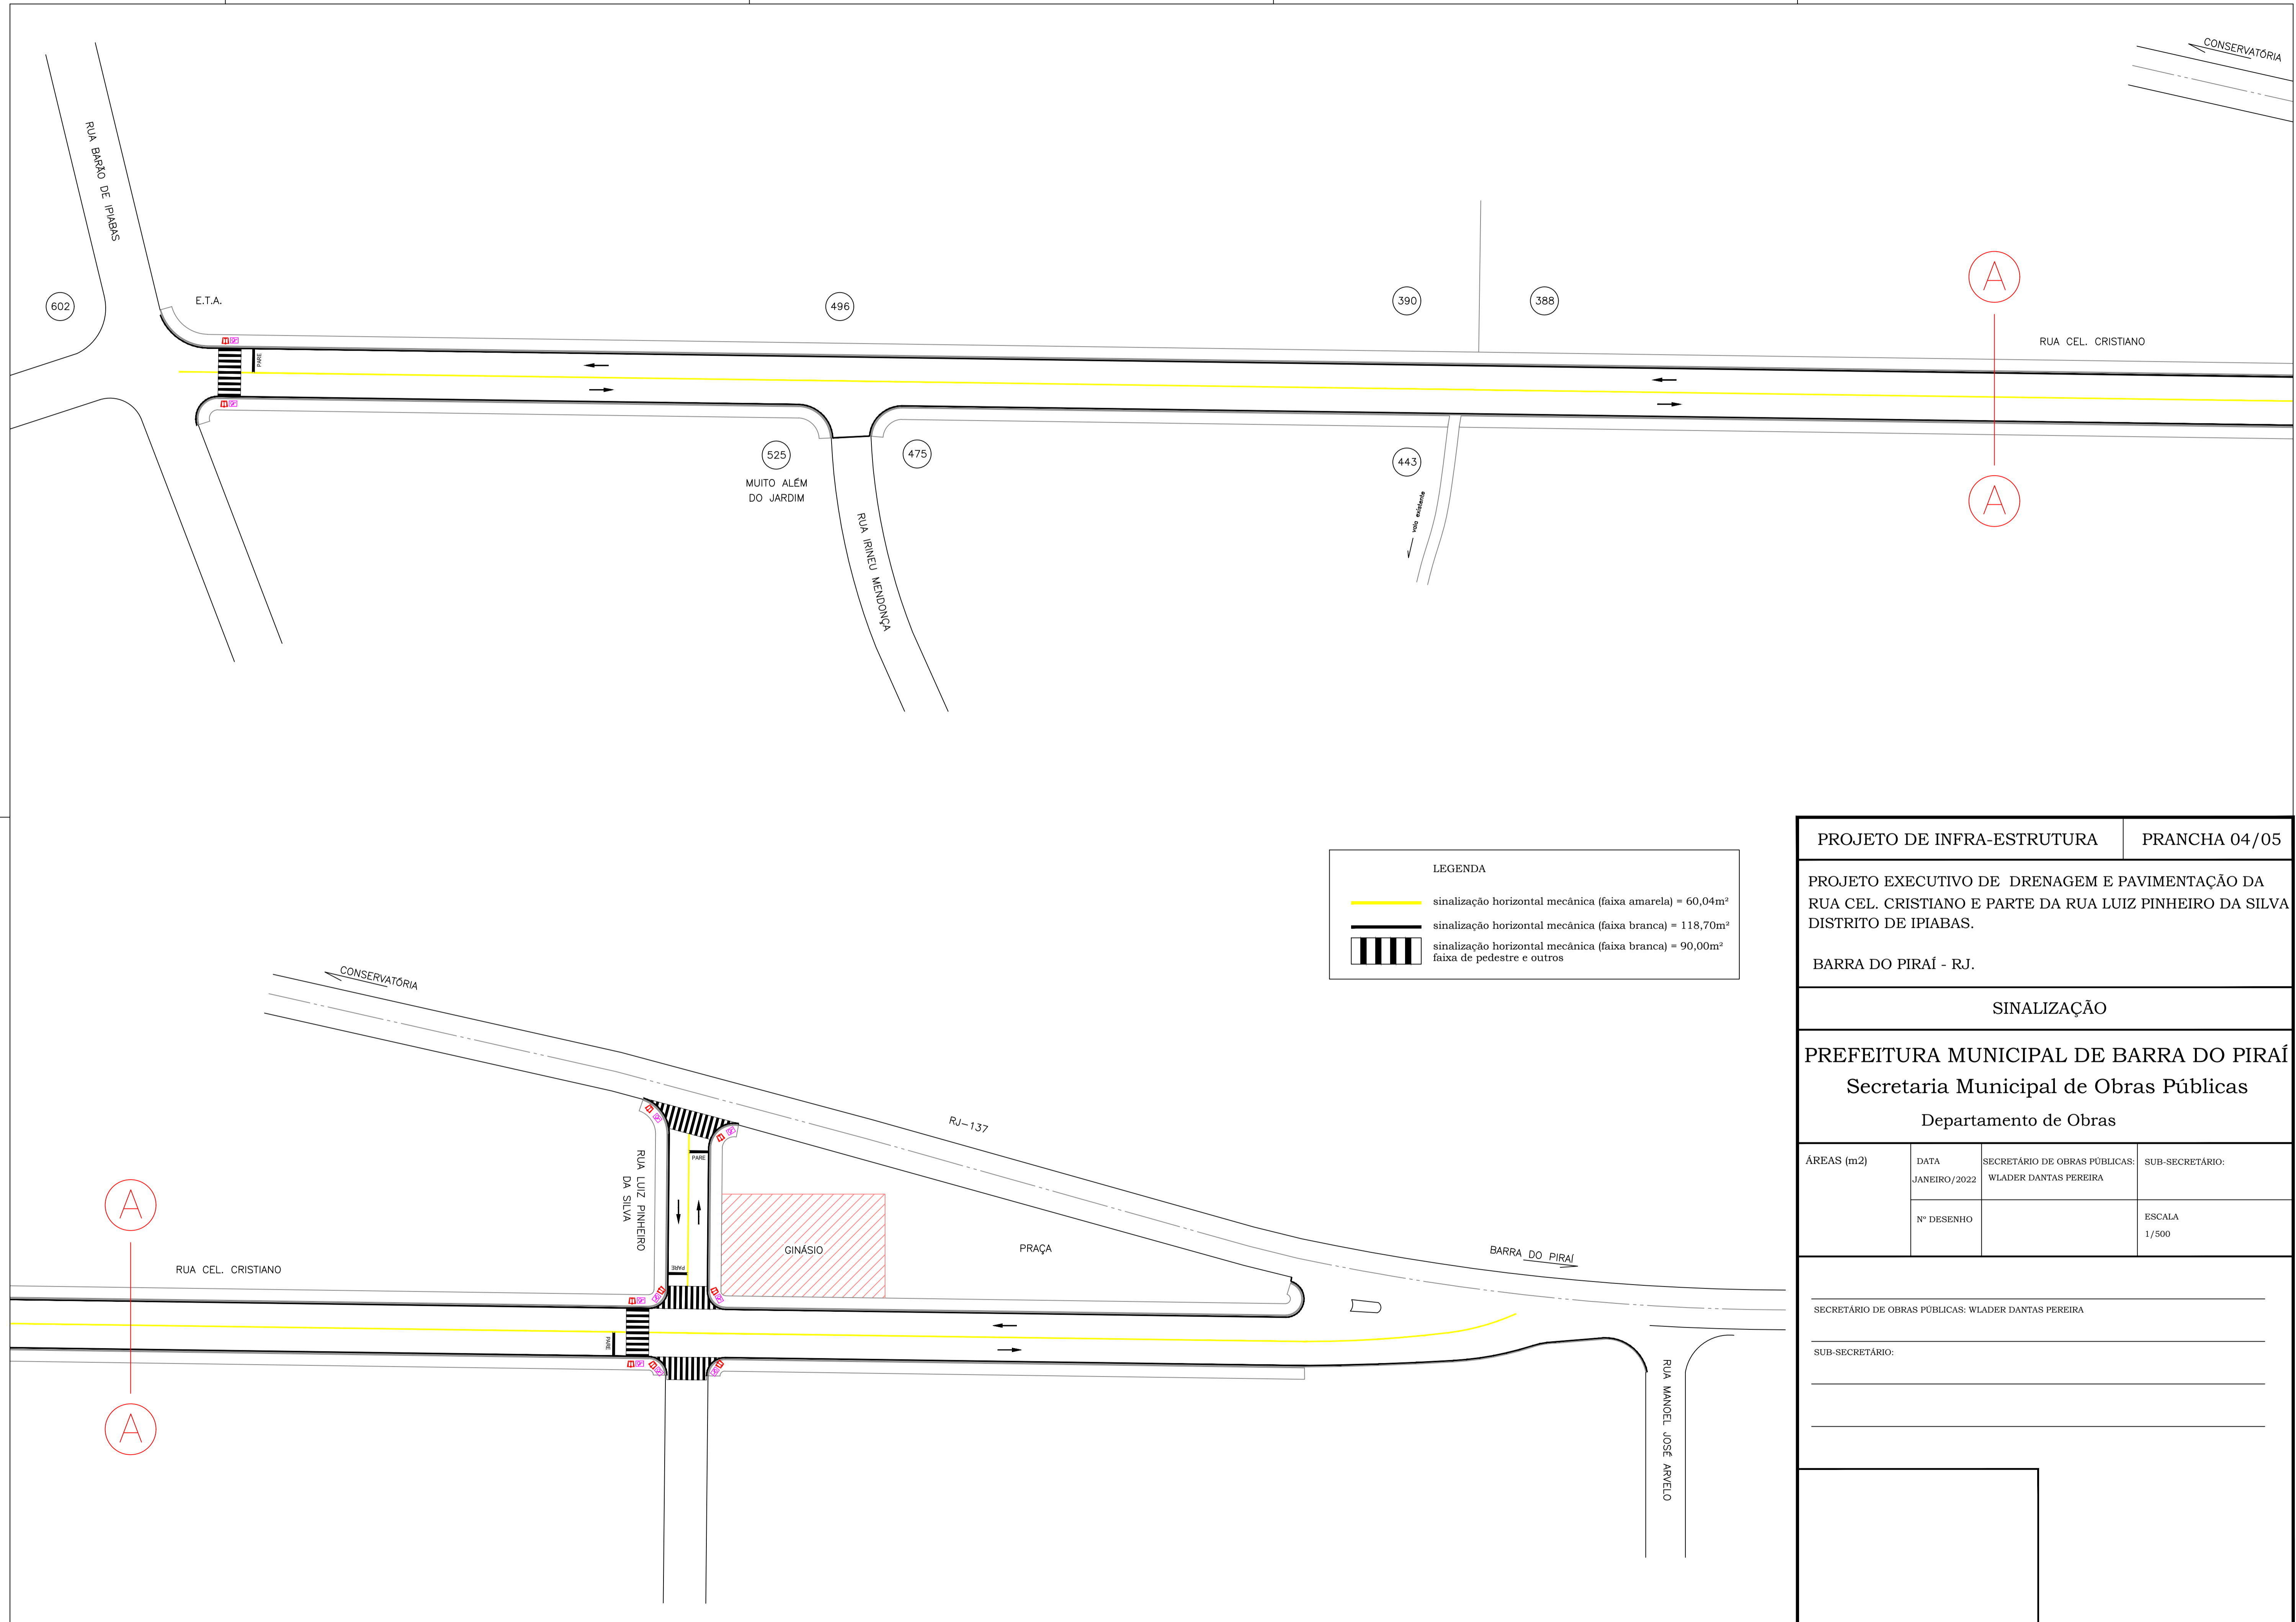 CONSERVATÓRIA
RUA BARÃO DE IPIABAS
602
E.T.A.
496
390
388
A
RUA CEL. CRISTIANO
PARE
525
MUITO ALÉM
DO JARDIM
475
443
A
vala existente
RUA IRINEU MENDONÇA
LEGENDA
sinalização horizontal mecânica (faixa amarela) = 60,04m²
sinalização horizontal mecânica (faixa branca) = 118,70m²
sinalização horizontal mecânica (faixa branca) = 90,00m²
faixa de pedestre e outros
CONSERVATÓRIA
RJ-137
RUA LUIZ PINHEIRO
DA SILVA
PARE
PARE
GINÁSIO
PRAÇA
BARRA DO PIRAÍ
A
RUA CEL. CRISTIANO
PARE
A
RUA MANOEL JOSÉ ARVELO
PROJETO DE INFRA-ESTRUTURA
PRANCHA 04/05
PROJETO EXECUTIVO DE DRENAGEM E PAVIMENTAÇÃO DA
RUA CEL. CRISTIANO E PARTE DA RUA LUIZ PINHEIRO DA SILVA
DISTRITO DE IPIABAS.
BARRA DO PIRAÍ - RJ.
SINALIZAÇÃO
PREFEITURA MUNICIPAL DE BARRA DO PIRAÍ
Secretaria Municipal de Obras Públicas
Departamento de Obras
ÁREAS (m2)
DATA
JANEIRO/2022
SECRETÁRIO DE OBRAS PÚBLICAS:
WLADER DANTAS PEREIRA
SUB-SECRETÁRIO:
Nº DESENHO
ESCALA
1/500
SECRETÁRIO DE OBRAS PÚBLICAS: WLADER DANTAS PEREIRA
SUB-SECRETÁRIO: